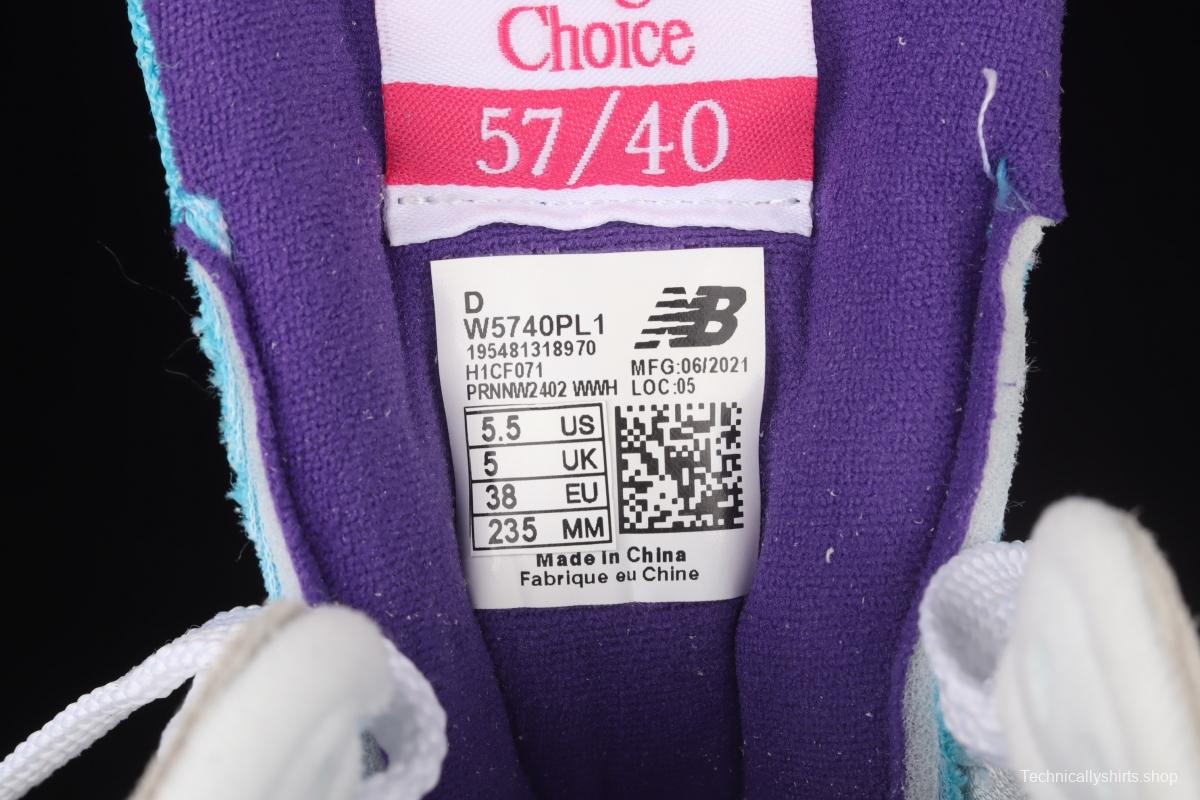 Choice
57/40
D
W5740PL1
195481318970
H1CF071
PRNNW2402 WWH
NB
MFG:06/2021
LOC:05
5.5 US
5 UK
38 EU
235 MM
Made in China
Fabrique eu Chine
Technicallyshirts.shop